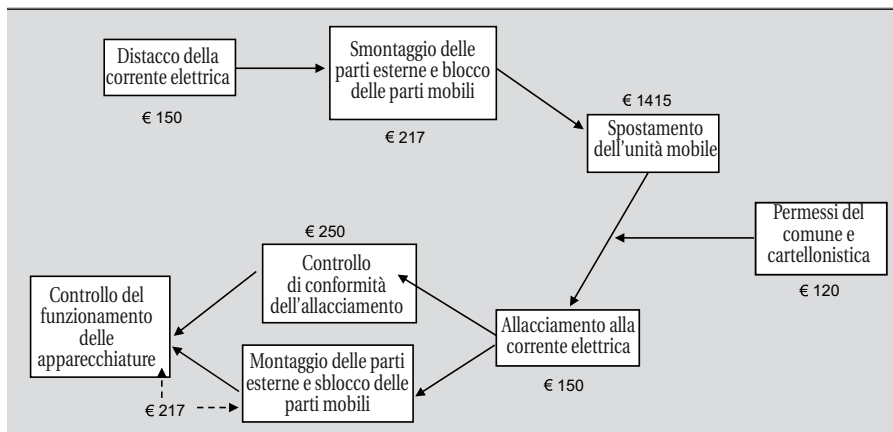 Distacco della
corrente elettrica
€ 150
Smontaggio delle
parti esterne e blocco
delle parti mobili
€ 217
€ 1415
Spostamento
dell'unità mobile
Permessi del
comune e
cartellonistica
€ 120
Allacciamento alla
corrente elettrica
€ 150
€ 250
Controllo
di conformità
dell'allacciamento
Montaggio delle parti
esterne e sblocco delle
parti mobili
Controllo del
funzionamento
delle
apparecchiature
€ 217